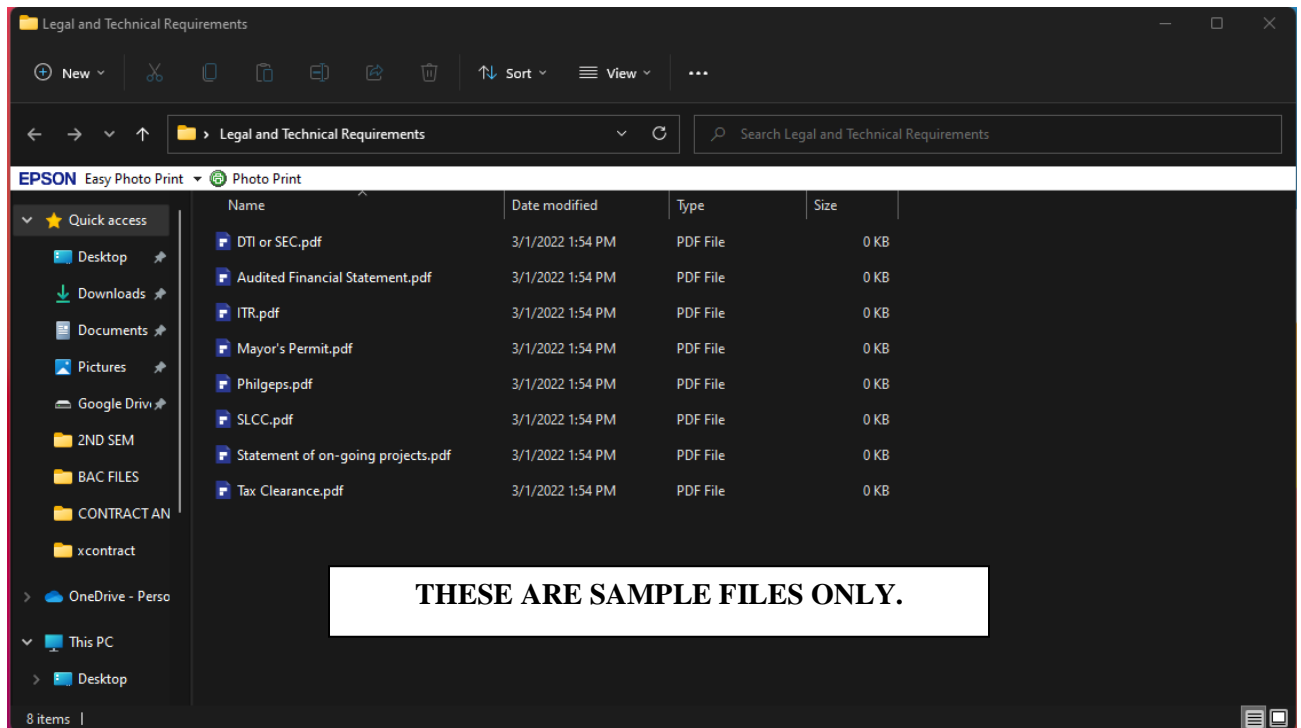 Legal and Technical Requirements
New
Sort
View
Legal and Technical Requirements
Search Legal and Technical Requirements
EPSON Easy Photo Print Photo Print
Name Date modified Type Size
Quick access
Desktop
Downloads
Documents
Pictures
Google Driv
2ND SEM
BAC FILES
CONTRACT AN
xcontract
OneDrive - Perso
This PC
Desktop
DTI or SEC.pdf 3/1/2022 1:54 PM PDF File 0 KB
Audited Financial Statement.pdf 3/1/2022 1:54 PM PDF File 0 KB
ITR.pdf 3/1/2022 1:54 PM PDF File 0 KB
Mayor's Permit.pdf 3/1/2022 1:54 PM PDF File 0 KB
Philgeps.pdf 3/1/2022 1:54 PM PDF File 0 KB
SLCC.pdf 3/1/2022 1:54 PM PDF File 0 KB
Statement of on-going projects.pdf 3/1/2022 1:54 PM PDF File 0 KB
Tax Clearance.pdf 3/1/2022 1:54 PM PDF File 0 KB
THESE ARE SAMPLE FILES ONLY.
8 items